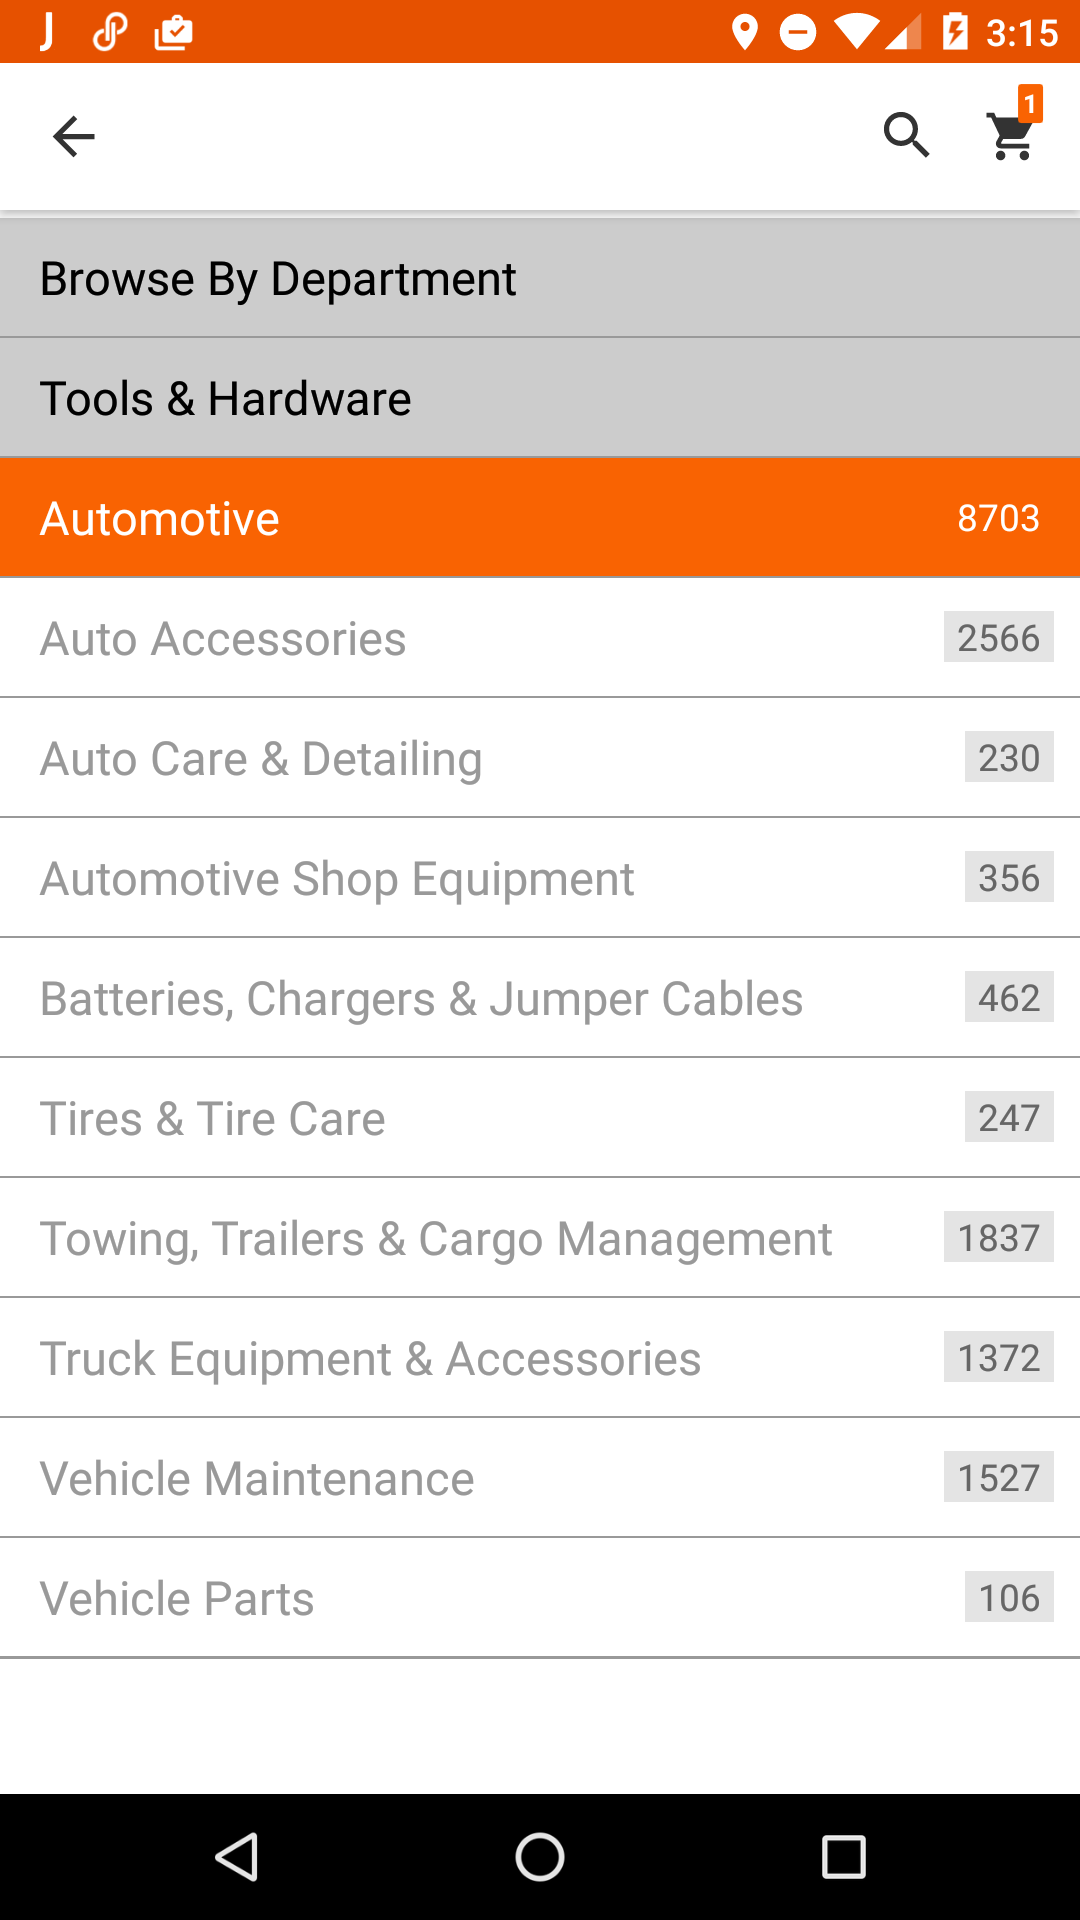 3:15
1
Browse By Department
Tools & Hardware
Automotive 8703
Auto Accessories 2566
Auto Care & Detailing 230
Automotive Shop Equipment 356
Batteries, Chargers & Jumper Cables 462
Tires & Tire Care 247
Towing, Trailers & Cargo Management 1837
Truck Equipment & Accessories 1372
Vehicle Maintenance 1527
Vehicle Parts 106